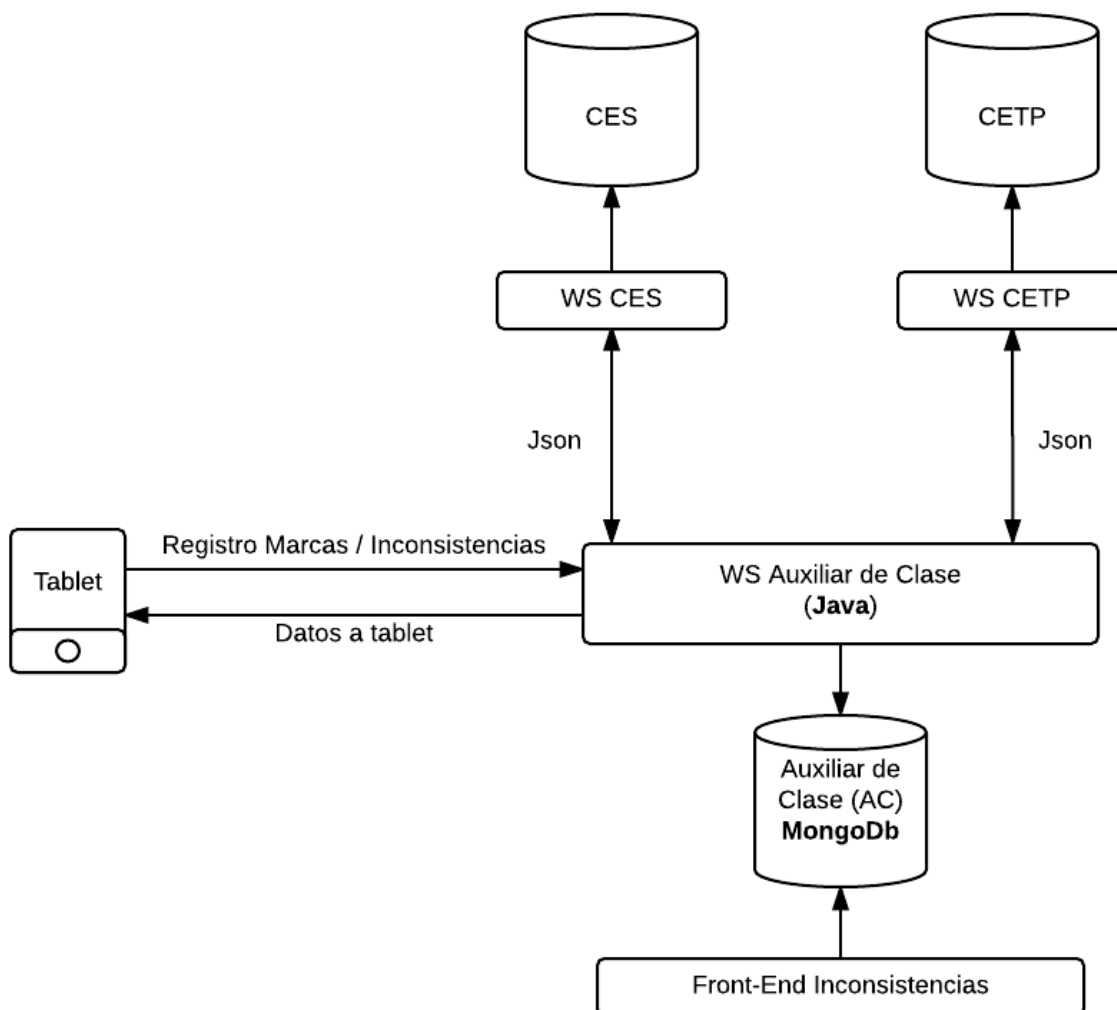 CES
CETP
WS CES
WS CETP
Json
Json
Registro Marcas / Inconsistencias
Tablet
WS Auxiliar de Clase
(Java)
Datos a tablet
Auxiliar de
Clase (AC)
MongoDb
Front-End Inconsistencias